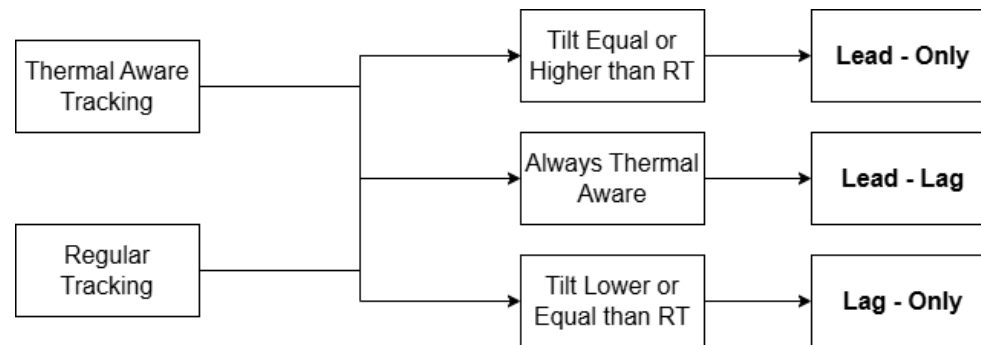 Thermal Aware
Tracking
Regular
Tracking
Tilt Equal or
Higher than RT
Always Thermal
Aware
Tilt Lower or
Equal than RT
Lead - Only
Lead - Lag
Lag - Only